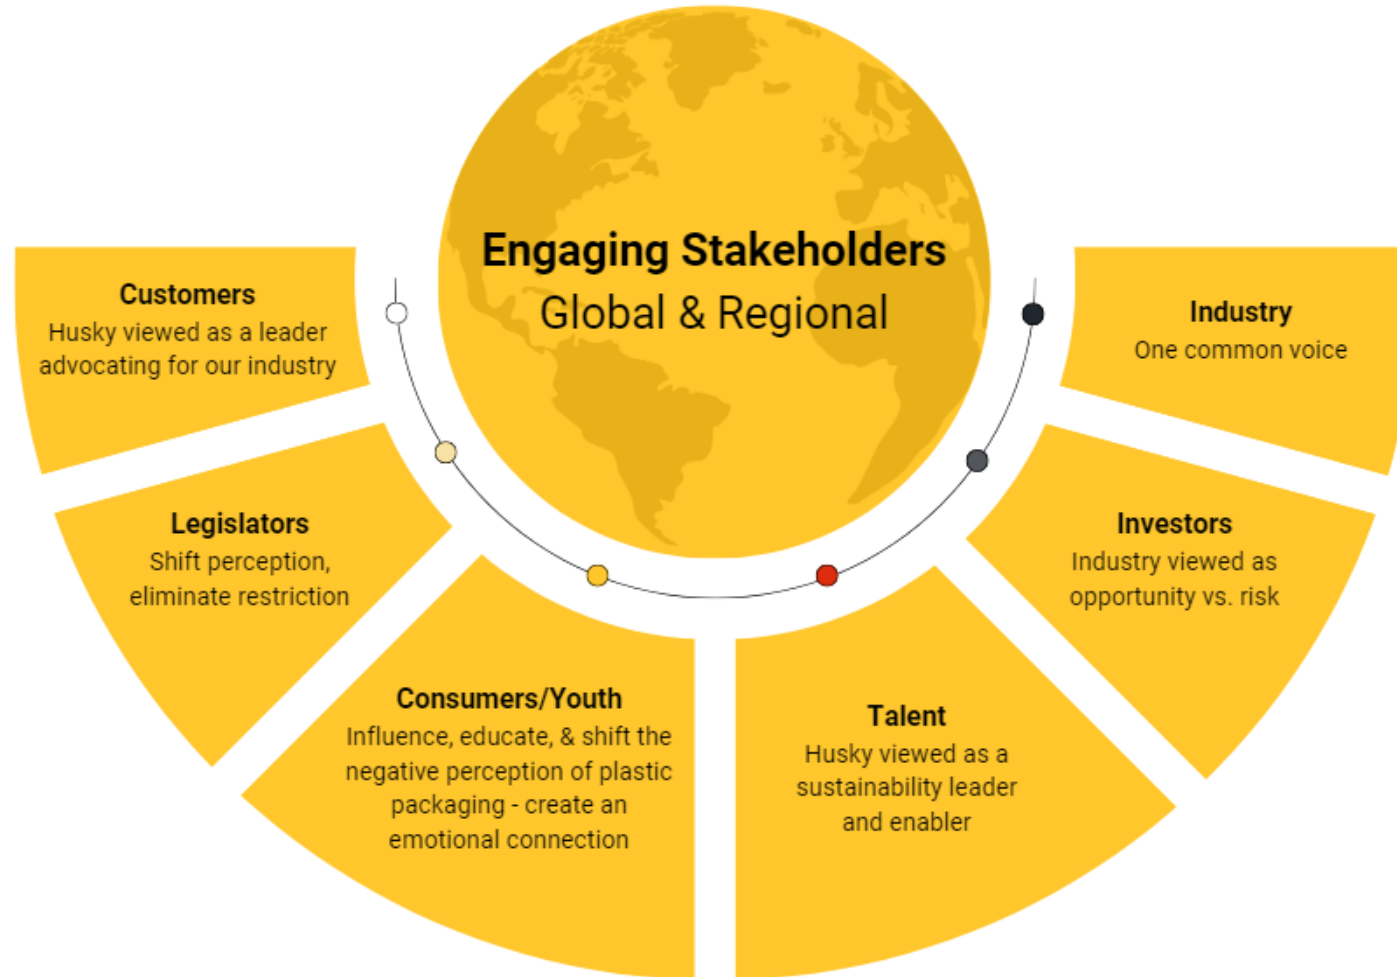 Engaging Stakeholders
Global & Regional
Customers
Husky viewed as a leader
advocating for our industry
Legislators
Shift perception,
eliminate restriction
Consumers/Youth
Influence, educate, & shift the
negative perception of plastic
packaging - create an
emotional connection
Talent
Husky viewed as a
sustainability leader
and enabler
Investors
Industry viewed as
opportunity vs. risk
Industry
One common voice